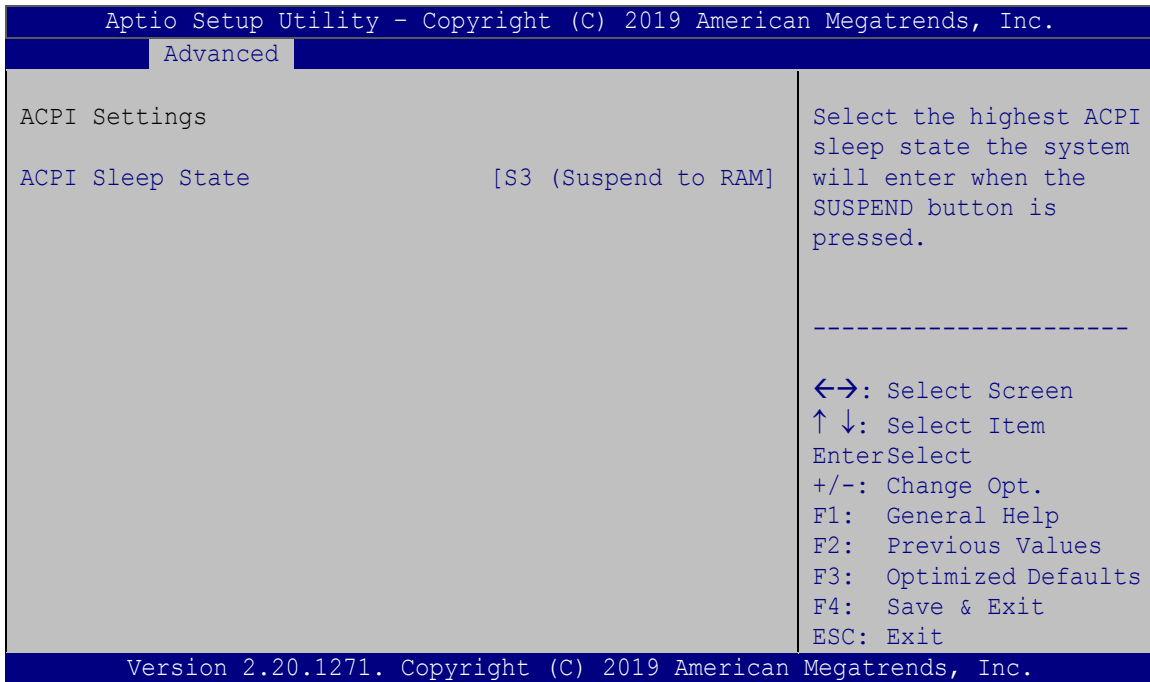 Aptio Setup Utility – Copyright (C) 2019 American Megatrends, Inc.
Advanced
ACPI Settings
ACPI Sleep State [S3 (Suspend to RAM]
Select the highest ACPI
sleep state the system
will enter when the
SUSPEND button is
pressed.
----------------------
←→: Select Screen
↑ ↓: Select Item
EnterSelect
+/-: Change Opt.
F1: General Help
F2: Previous Values
F3: Optimized Defaults
F4: Save & Exit
ESC: Exit
Version 2.20.1271. Copyright (C) 2019 American Megatrends, Inc.